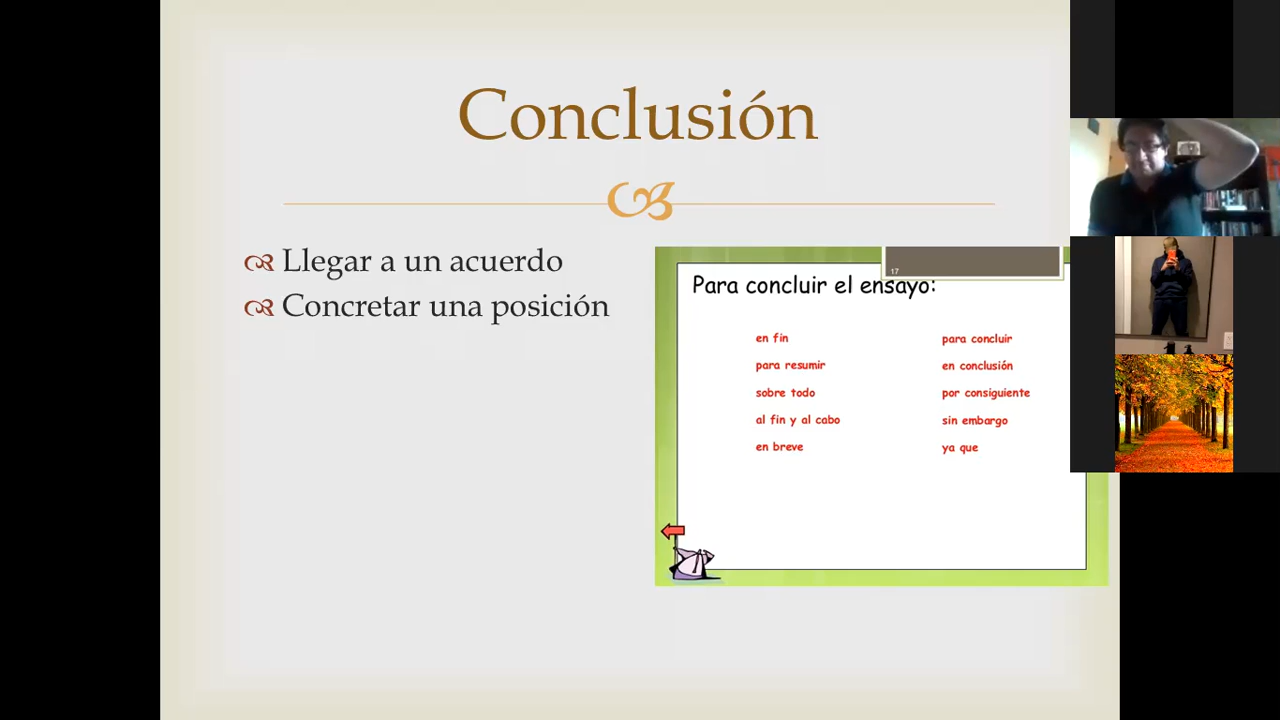 Conclusión
Llegar a un acuerdo
Concretar una posición
17
Para concluir el ensayo:
en fin
para resumir
sobre todo
al fin y al cabo
en breve
para concluir
en conclusión
por consiguiente
sin embargo
ya que